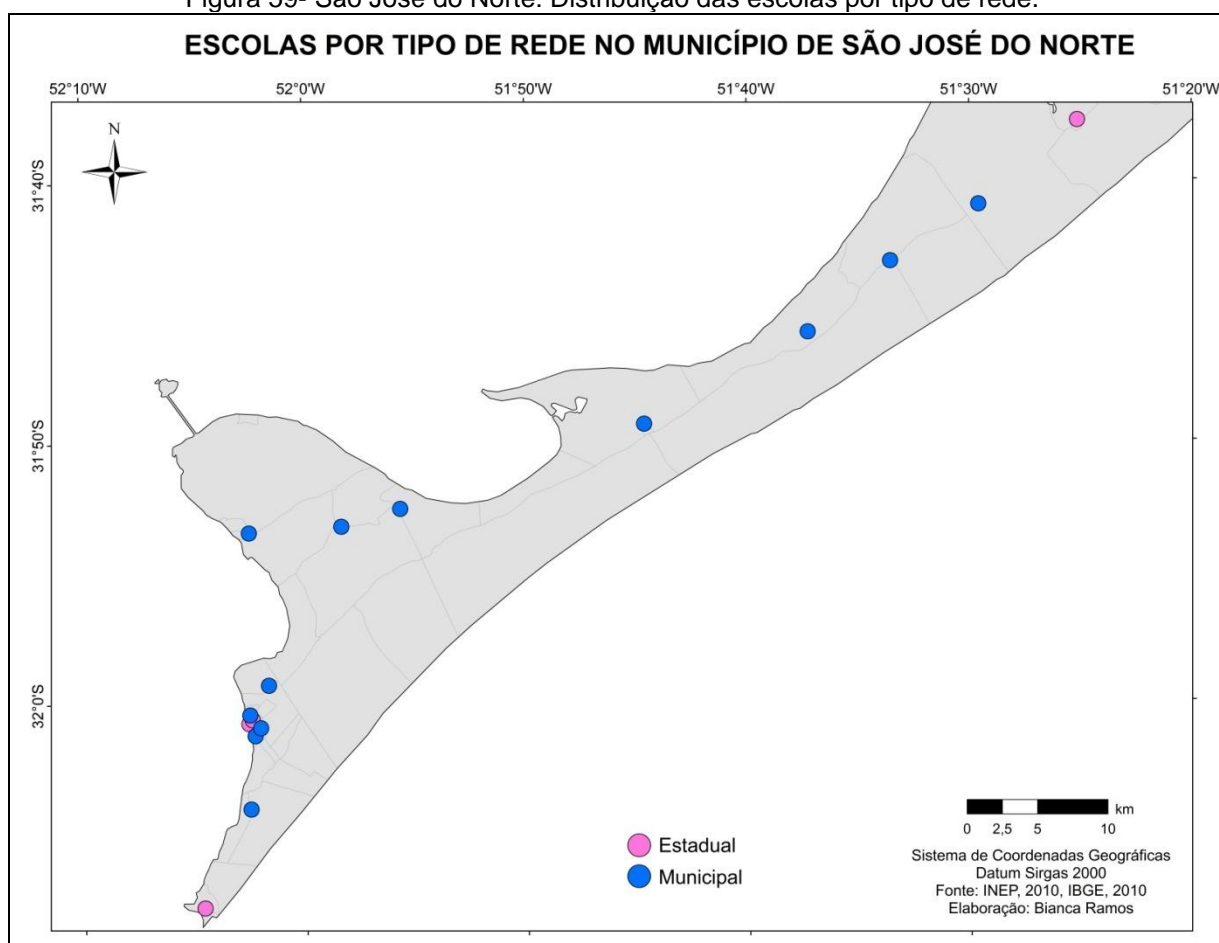 Figura 59- São José do Norte: Distribuição das escolas por tipo de rede.
ESCOLAS POR TIPO DE REDE NO MUNICÍPIO DE SÃO JOSÉ DO NORTE
52°10'W 52°0'W 51°50'W 51°40'W 51°30'W 51°20'W
N
31°40'S
31°50'S
32°0'S
Estadual
Municipal
km
0 2,5 5 10
Sistema de Coordenadas Geográficas
Datum Sirgas 2000
Fonte: INEP, 2010, IBGE, 2010
Elaboração: Bianca Ramos